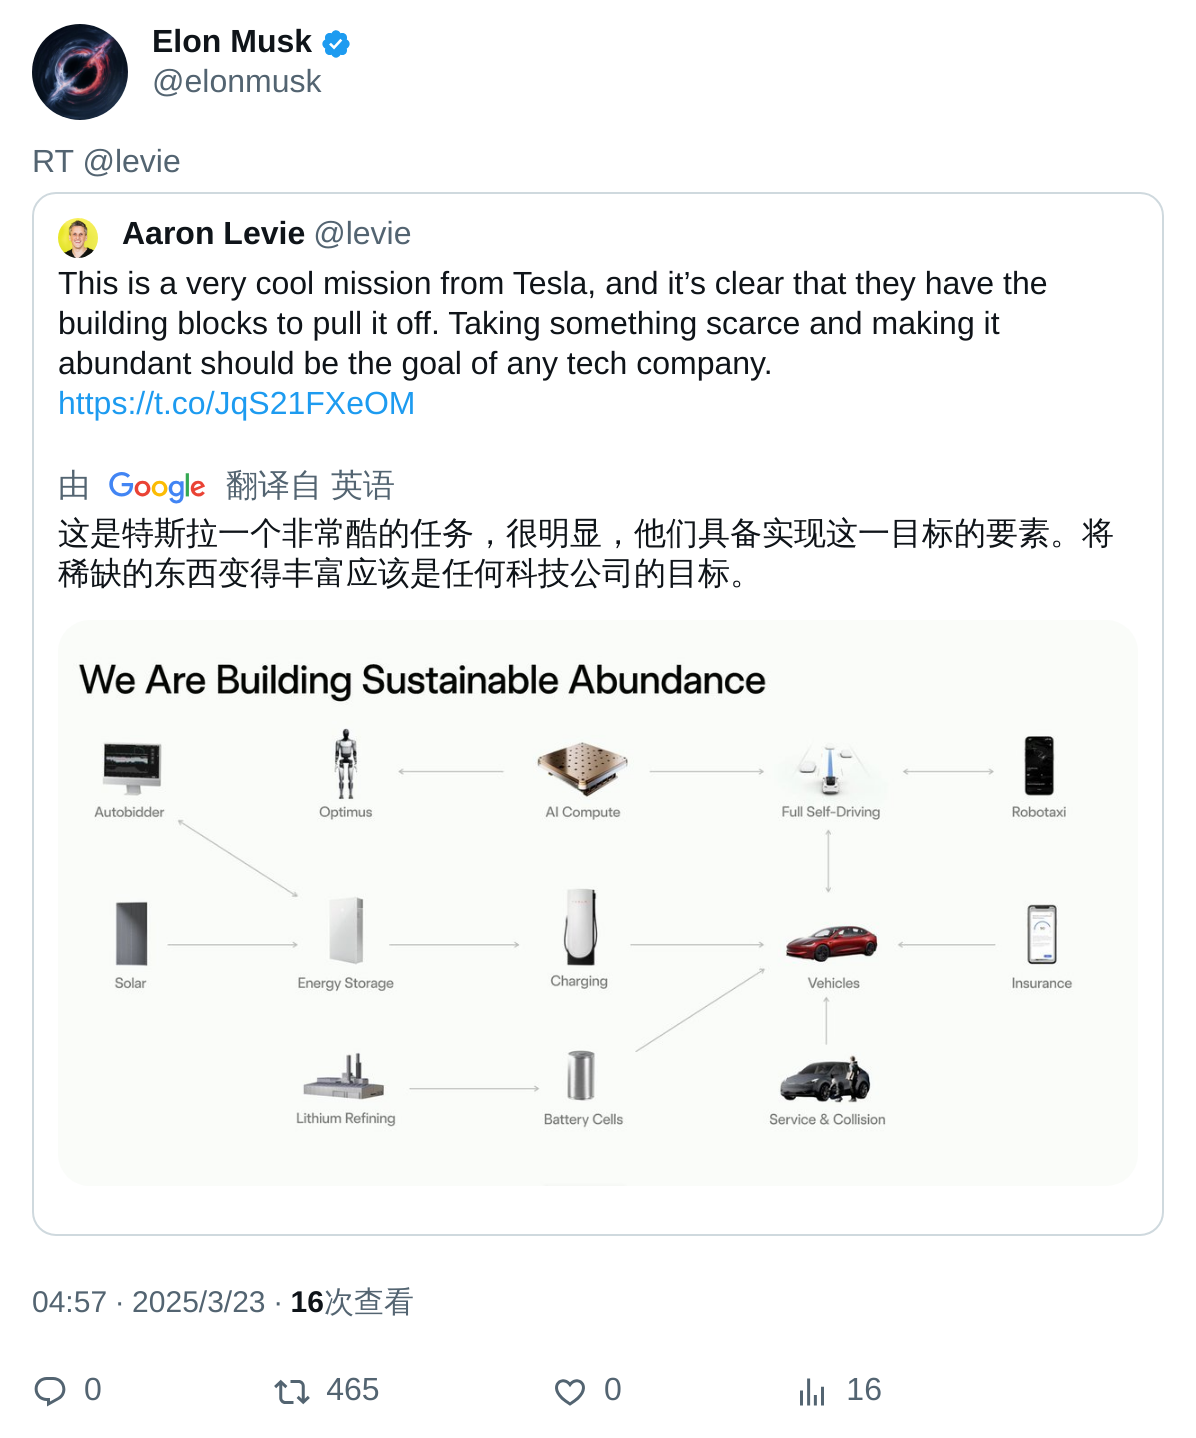 Elon Musk
@elonmusk
RT @levie
Aaron Levie @levie
This is a very cool mission from Tesla, and it’s clear that they have the
building blocks to pull it off. Taking something scarce and making it
abundant should be the goal of any tech company.
https://t.co/JqS21FXeOM
由 Google 翻译自 英语
这是特斯拉一个非常酷的任务，很明显，他们具备实现这一目标的要素。将
稀缺的东西变得丰富应该是任何科技公司的目标。
We Are Building Sustainable Abundance
Autobidder
Optimus
AI Compute
Full Self-Driving
Robotaxi
Solar
Energy Storage
Charging
Vehicles
Insurance
Lithium Refining
Battery Cells
Service & Collision
04:57 · 2025/3/23 · 16次查看
0 465 0 16